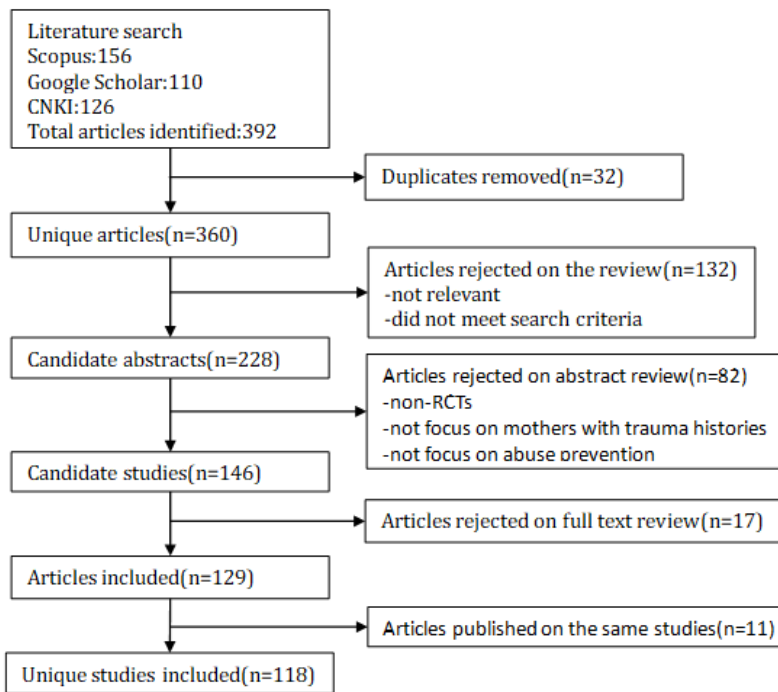 Literature search
Scopus:156
Google Scholar:110
CNKI:126
Total articles identified:392
Duplicates removed(n=32)
Unique articles(n=360)
Articles rejected on the review(n=132)
-not relevant
-did not meet search criteria
Candidate abstracts(n=228)
Articles rejected on abstract review(n=82)
-non-RCTs
-not focus on mothers with trauma histories
-not focus on abuse prevention
Candidate studies(n=146)
Articles rejected on full text review(n=17)
Articles included(n=129)
Articles published on the same studies(n=11)
Unique studies included(n=118)